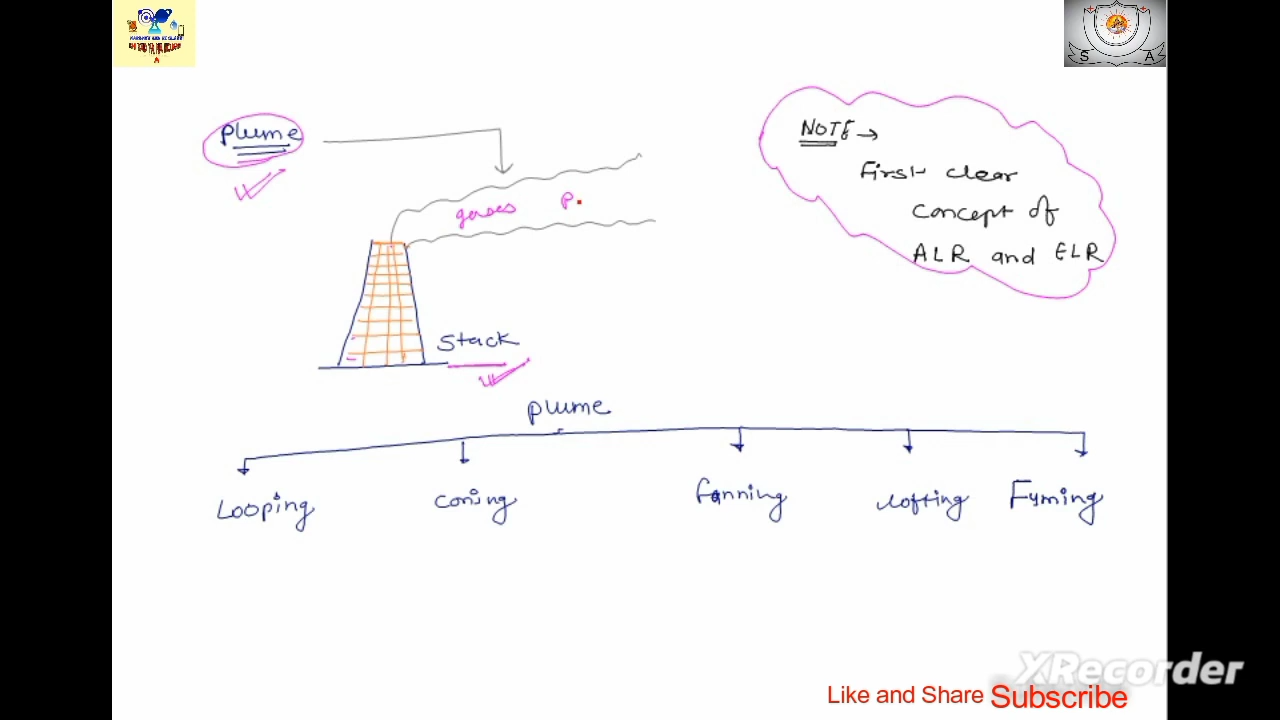 Plume
gases P
NOTE →
First clear
concept of
ALR and ELR
Stack
plume
Looping
coning
fanning
lofting
Fyming
S A
XRecorder
Like and Share Subscribe